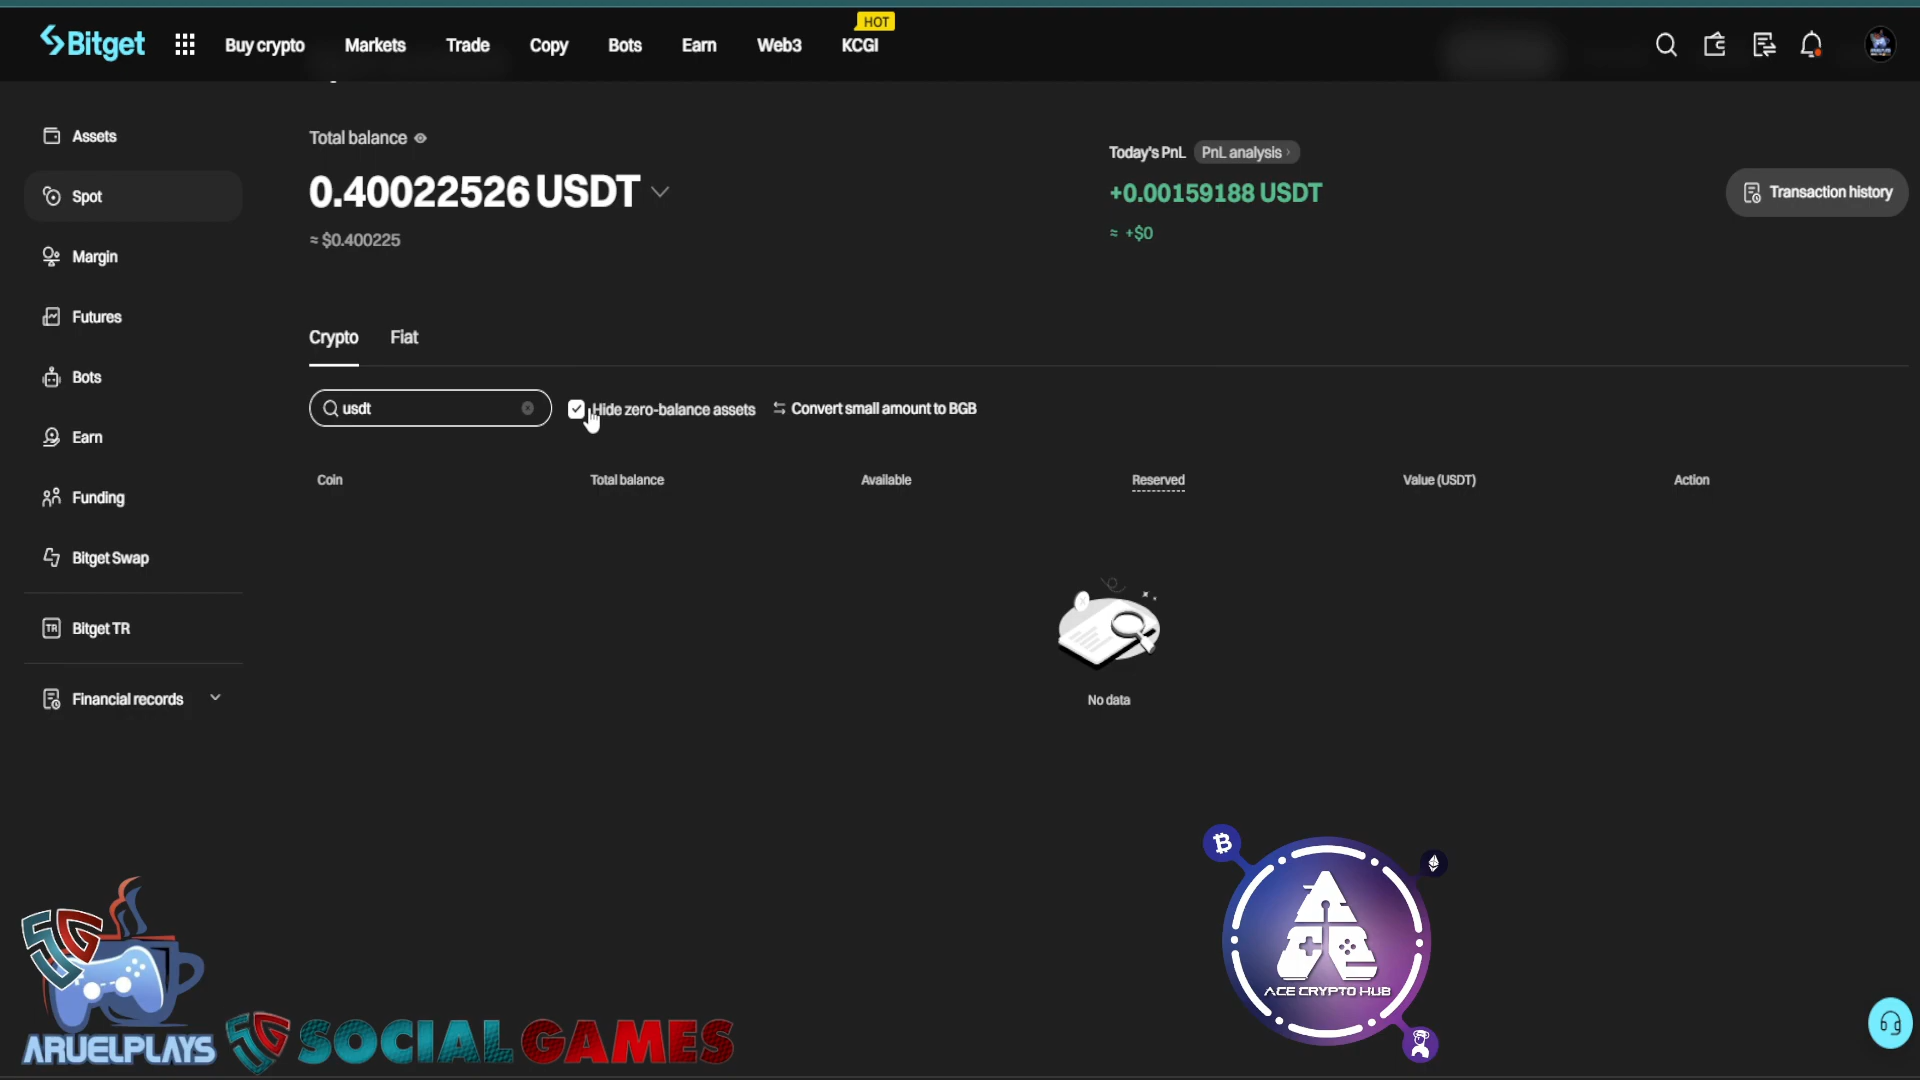 HOT
Bitget
Buy crypto
Markets
Trade
Copy
Bots
Earn
Web3
KCGI
Assets
Spot
Margin
Futures
Bots
Earn
Funding
Bitget Swap
TR
Bitget TR
Financial records
Total balance
0.40022526 USDT
≈ $0.400225
Today's PnL
PnL analysis ›
+0.00159188 USDT
≈ +$0
Transaction history
Crypto
Fiat
usdt
Hide zero-balance assets
Convert small amount to BGB
Coin
Total balance
Available
Reserved
Value (USDT)
Action
No data
SG
ARUELPLAYS
SG SOCIAL GAMES
ACE CRYPTO HUB